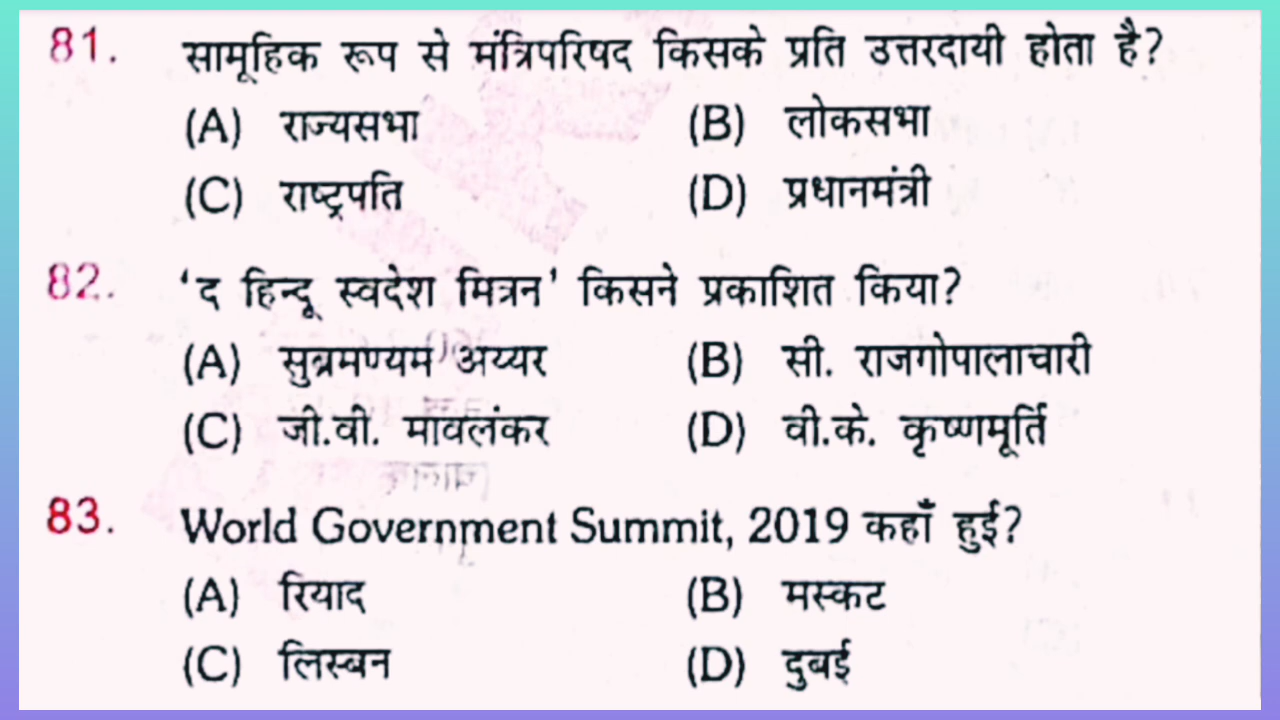 81. सामूहिक रूप से मंत्रिपरिषद किसके प्रति उत्तरदायी होता है?
(A) राज्यसभा (B) लोकसभा
(C) राष्ट्रपति (D) प्रधानमंत्री
82. ‘द हिन्दू स्वदेश मित्रन’ किसने प्रकाशित किया?
(A) सुब्रमण्यम अय्यर (B) सी. राजगोपालाचारी
(C) जी.वी. मावलंकर (D) वी.के. कृष्णमूर्ति
83. World Government Summit, 2019 कहाँ हुई?
(A) रियाद (B) मस्कट
(C) लिस्बन (D) दुबई